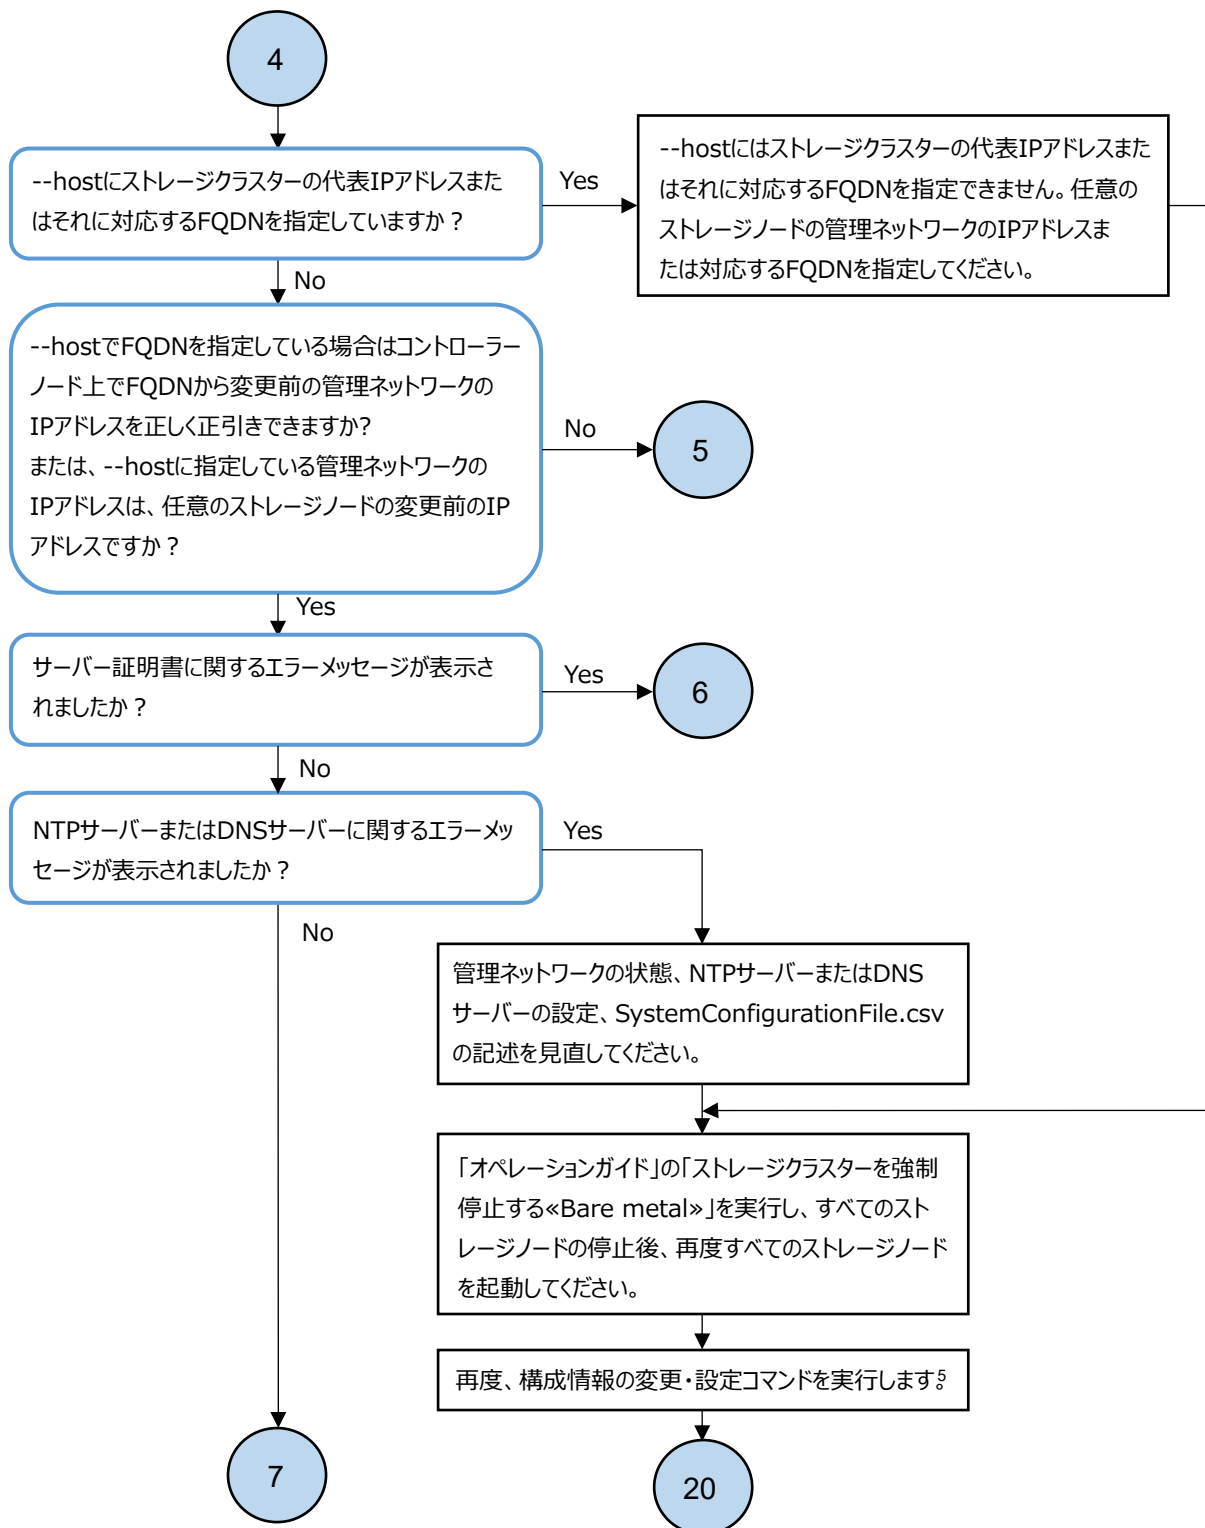 4
--hostにストレージクラスターの代表IPアドレスまた
はそれに対応するFQDNを指定していますか？
Yes
--hostにはストレージクラスターの代表IPアドレスまた
はそれに対応するFQDNを指定できません。任意の
ストレージノードの管理ネットワークのIPアドレスま
たは対応するFQDNを指定してください。
No
--hostでFQDNを指定している場合はコントローラー
ノード上でFQDNから変更前の管理ネットワークの
IPアドレスを正しく正引きできますか?
または、--hostに指定している管理ネットワークの
IPアドレスは、任意のストレージノードの変更前のIP
アドレスですか？
No
5
Yes
サーバー証明書に関するエラーメッセージが表示さ
れましたか？
Yes
6
No
NTPサーバーまたはDNSサーバーに関するエラーメッ
セージが表示されましたか？
Yes
No
管理ネットワークの状態、NTPサーバーまたはDNS
サーバーの設定、SystemConfigurationFile.csv
の記述を見直してください。
「オペレーションガイド」の「ストレージクラスターを強制
停止する«Bare metal»」を実行し、すべてのスト
レージノードの停止後、再度すべてのストレージノード
を起動してください。
再度、構成情報の変更・設定コマンドを実行します。5
7
20